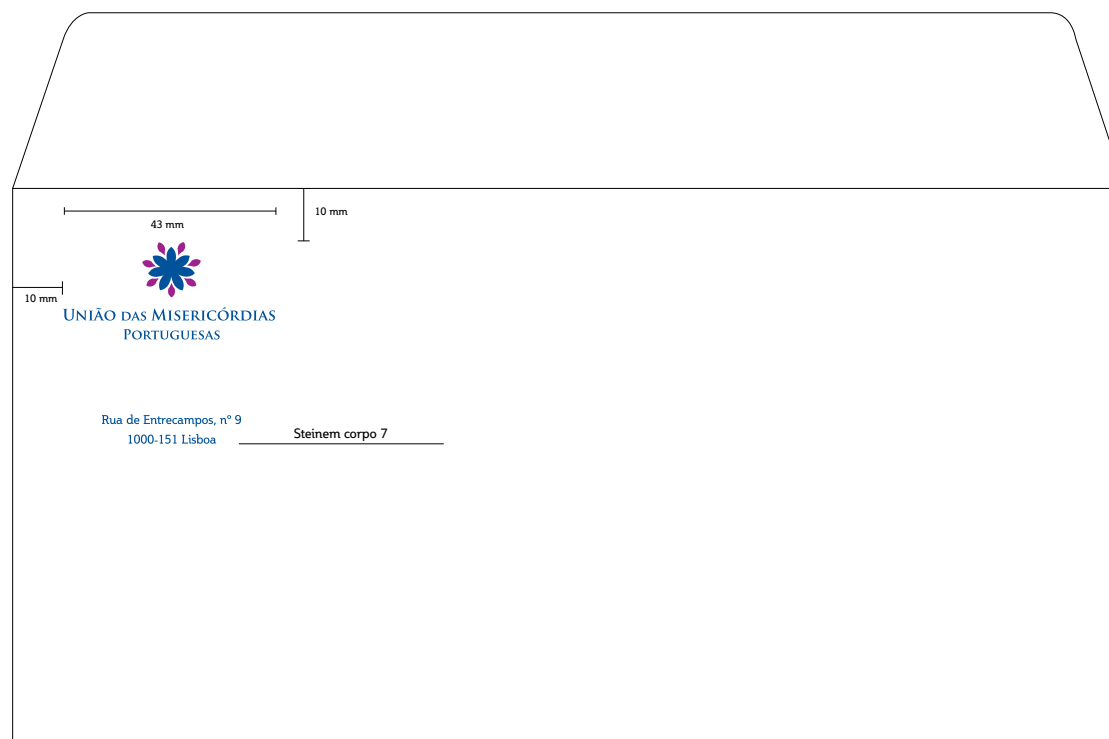 10 mm
43 mm
10 mm
União das Misericórdias
Portuguesas
Rua de Entrecampos, nº 9
1000-151 Lisboa
Steinem corpo 7